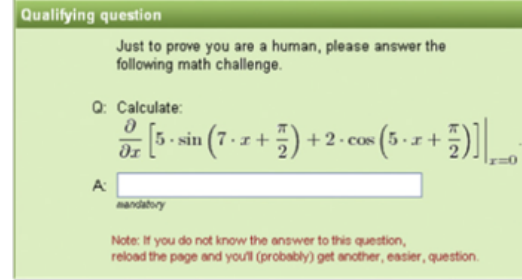 Qualifying question
Just to prove you are a human, please answer the
following math challenge.
Q: Calculate:
∂/∂x [5 · sin (7 · x + π/2) + 2 · cos (5 · x + π/2)]|x=0.
A:
mandatory
Note: If you do not know the answer to this question,
reload the page and you'll (probably) get another, easier, question.